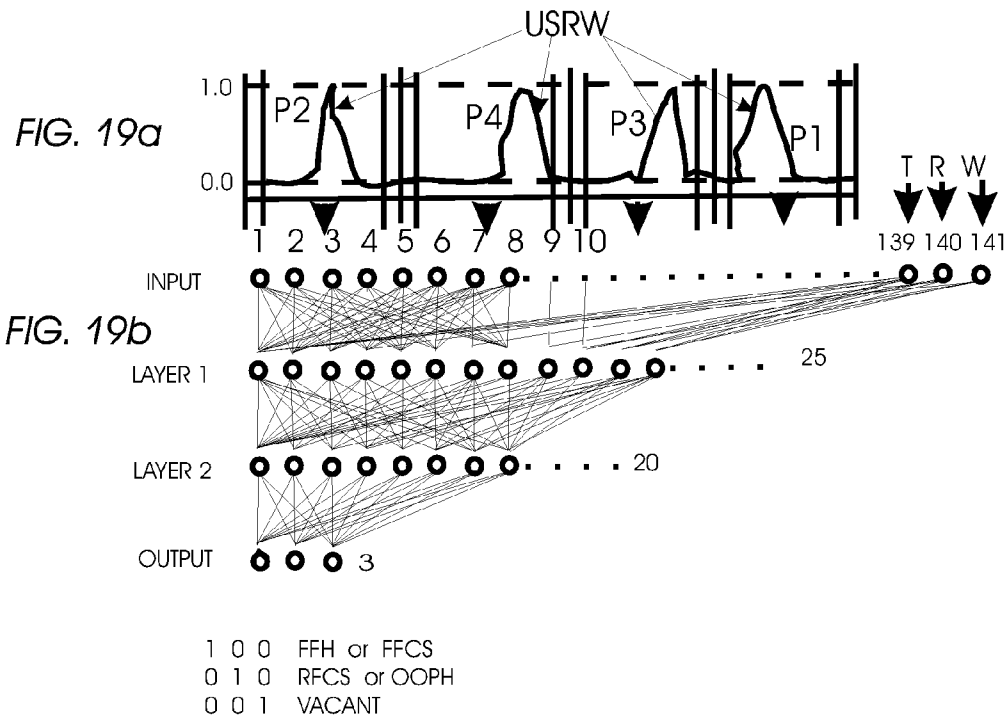 USRW
1.0
P2
P4
P3
P1
FIG. 19a
0.0
T R W
1 2 3 4 5 6 7 8 9 10
139 140 141
INPUT
FIG. 19b
LAYER 1
25
LAYER 2
20
OUTPUT
3
1 0 0 FFH or FFCS
0 1 0 RFCS or OOPH
0 0 1 VACANT